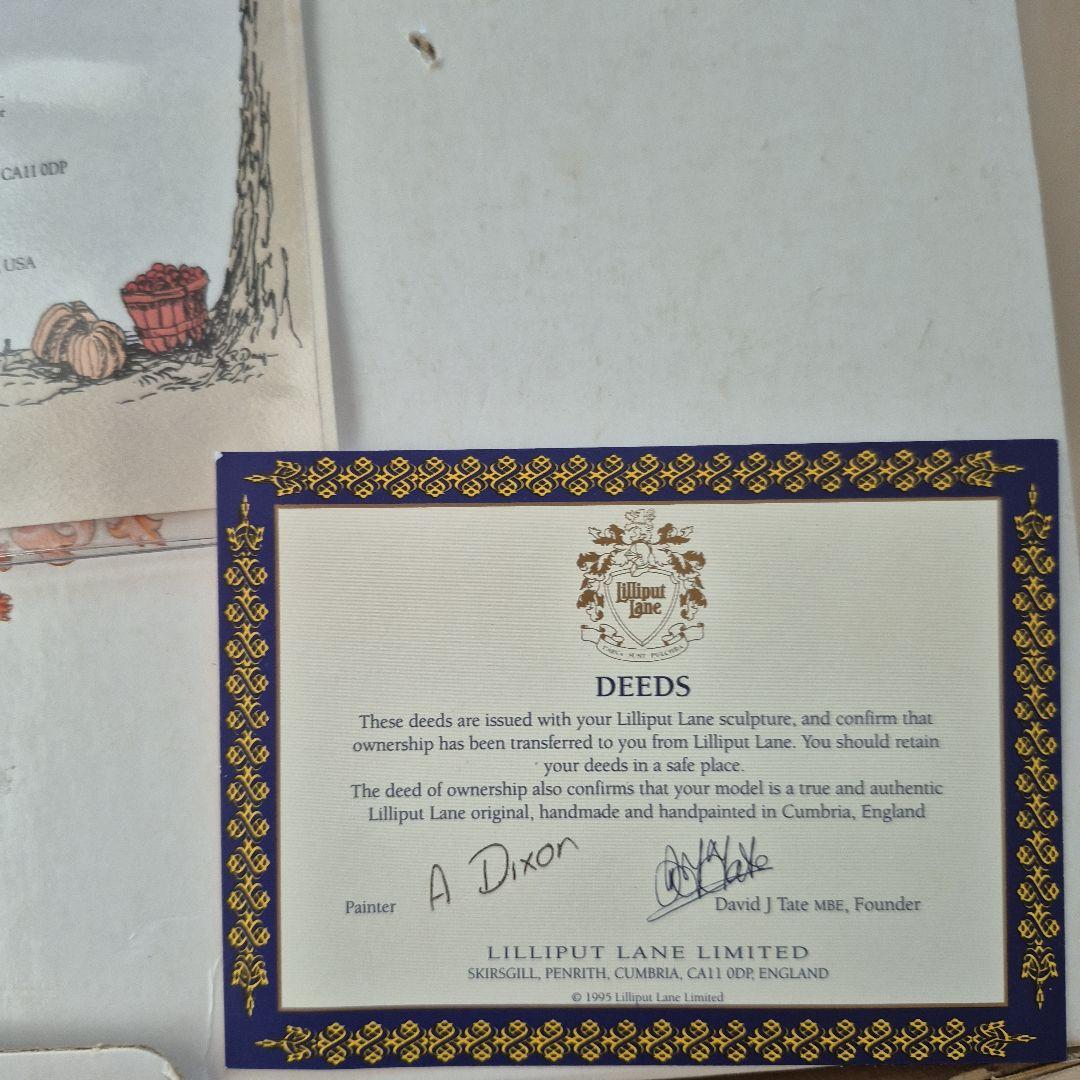 CA11 0DP
USA
R. Day
Lilliput
Lane
PARVA SUNT PULCHRA
DEEDS
These deeds are issued with your Lilliput Lane sculpture, and confirm that
ownership has been transferred to you from Lilliput Lane. You should retain
your deeds in a safe place.
The deed of ownership also confirms that your model is a true and authentic
Lilliput Lane original, handmade and handpainted in Cumbria, England
A Dixon
Painter
David J Tate MBE, Founder
LILLIPUT LANE LIMITED
SKIRSGILL, PENRITH, CUMBRIA, CA11 0DP, ENGLAND
© 1995 Lilliput Lane Limited